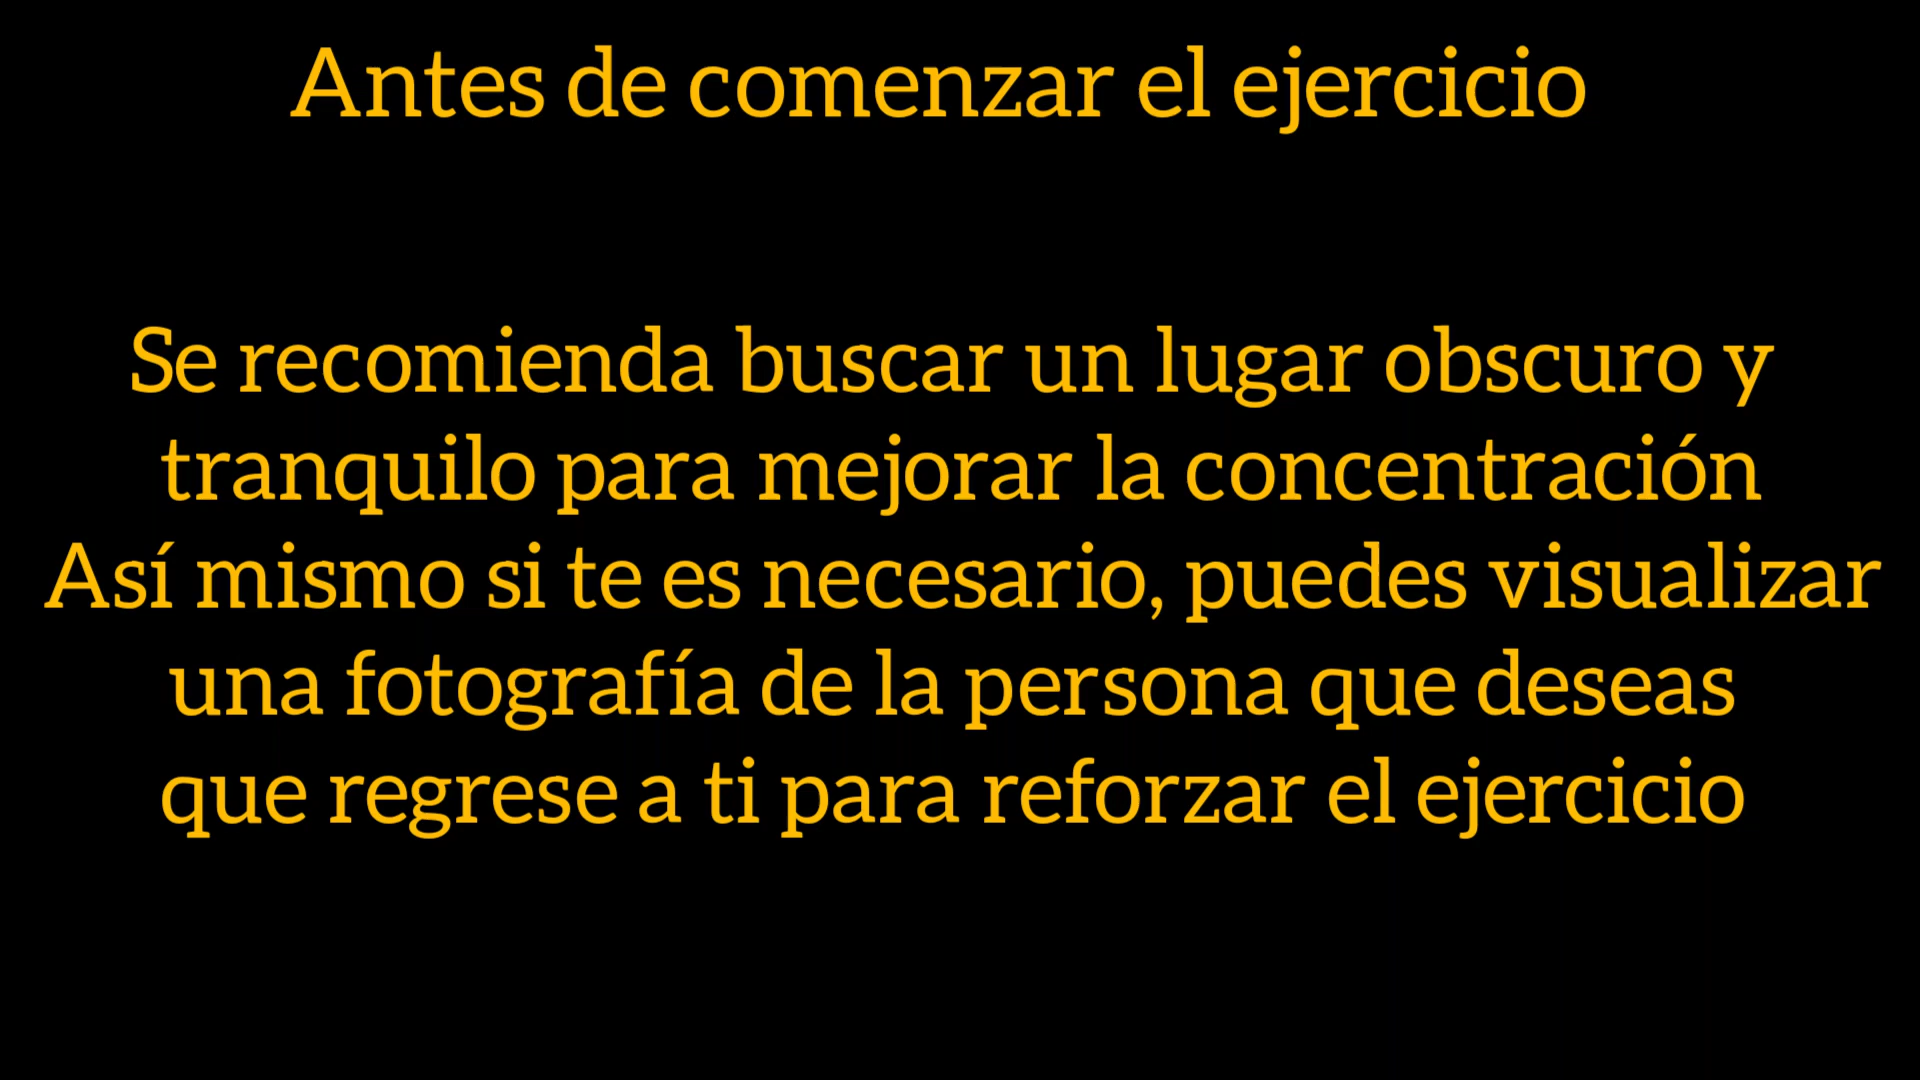 Antes de comenzar el ejercicio
Se recomienda buscar un lugar obscuro y
tranquilo para mejorar la concentración
Así mismo si te es necesario, puedes visualizar
una fotografía de la persona que deseas
que regrese a ti para reforzar el ejercicio